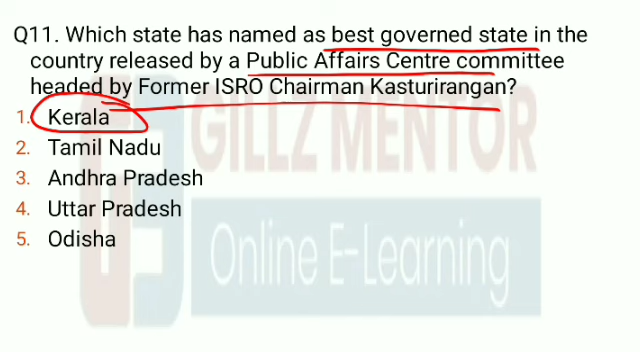 Q11. Which state has named as best governed state in the
country released by a Public Affairs Centre committee
headed by Former ISRO Chairman Kasturirangan?
1. Kerala
2. Tamil Nadu
3. Andhra Pradesh
4. Uttar Pradesh
5. Odisha
GILLZ MENTOR
Online E-Learning